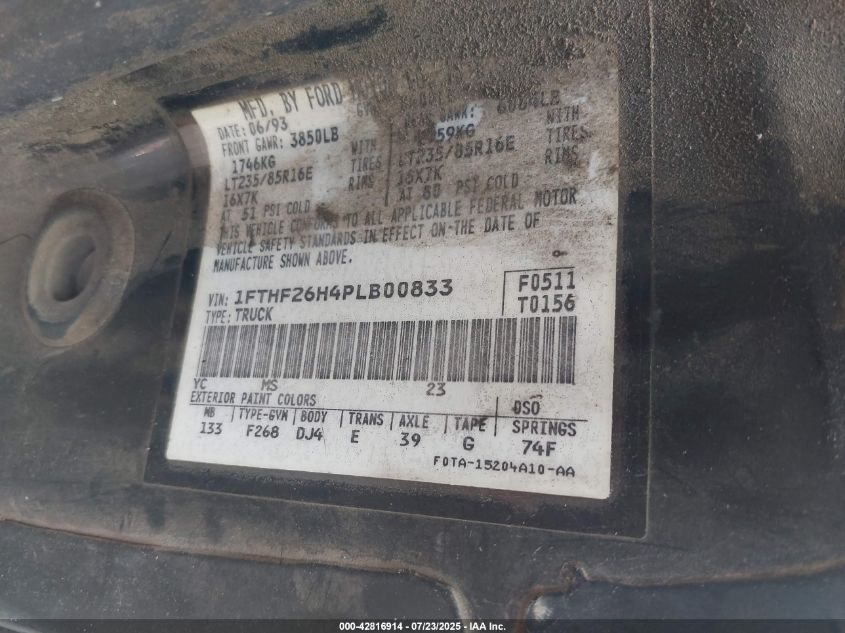 MFD. BY FORD
DATE: 06/93
FRONT GAWR: 3850LB
1746KG WITH
LT235/85R16E TIRES
16X7K RIMS
AT 51 PSI COLD
WITH
59KG TIRES
LT235/85R16E RIMS
16X7K
AT 80 PSI COLD
THIS VEHICLE CONFORMS TO ALL APPLICABLE FEDERAL MOTOR
VEHICLE SAFETY STANDARDS IN EFFECT ON THE DATE OF
MANUFACTURE SHOWN ABOVE.
VIN: 1FTHF26H4PLB00833 F0511
TYPE: TRUCK T0156
YC MS 23
EXTERIOR PAINT COLORS DSO
WB TYPE-GVW BODY TRANS AXLE TAPE SPRINGS
133 F268 DJ4 E 39 G 74F
F0TA-15204A10-AA
000-42816914 - 07/23/2025 - IAA Inc.